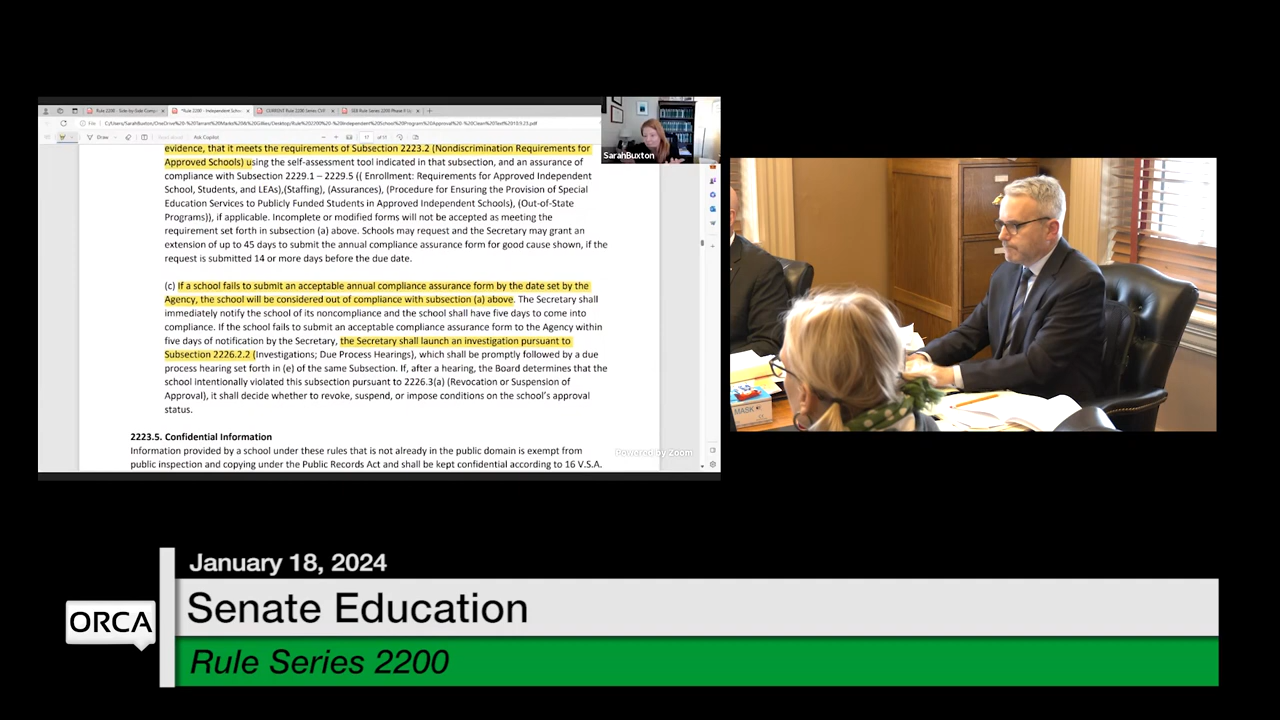 Ask Copilot
Draw
17
evidence, that it meets the requirements of Subsection 2223.2 (Nondiscrimination Requirements for
Approved Schools) using the self-assessment tool indicated in that subsection, and an assurance of
compliance with Subsection 2229.1 – 2229.5 (( Enrollment: Requirements for Approved Independent
School, Students, and LEAs),(Staffing), (Assurances), (Procedure for Ensuring the Provision of Special
Education Services to Publicly Funded Students in Approved Independent Schools), (Out-of-State
Programs)), if applicable. Incomplete or modified forms will not be accepted as meeting the
requirement set forth in subsection (a) above. Schools may request and the Secretary may grant an
extension of up to 45 days to submit the annual compliance assurance form for good cause shown, if the
request is submitted 14 or more days before the due date.
(c) If a school fails to submit an acceptable annual compliance assurance form by the date set by the
Agency, the school will be considered out of compliance with subsection (a) above. The Secretary shall
immediately notify the school of its noncompliance and the school shall have five days to come into
compliance. If the school fails to submit an acceptable compliance assurance form to the Agency within
five days of notification by the Secretary, the Secretary shall launch an investigation pursuant to
Subsection 2226.2.2 (Investigations; Due Process Hearings), which shall be promptly followed by a due
process hearing set forth in (e) of the same Subsection. If, after a hearing, the Board determines that the
school intentionally violated this subsection pursuant to 2226.3(a) (Revocation or Suspension of
Approval), it shall decide whether to revoke, suspend, or impose conditions on the school's approval
status.
2223.5. Confidential Information
Information provided by a school under these rules that is not already in the public domain is exempt from
public inspection and copying under the Public Records Act and shall be kept confidential according to 16 V.S.A.
SarahBuxton
Powered by Zoom
MASK
January 18, 2024
ORCA
Senate Education
Rule Series 2200